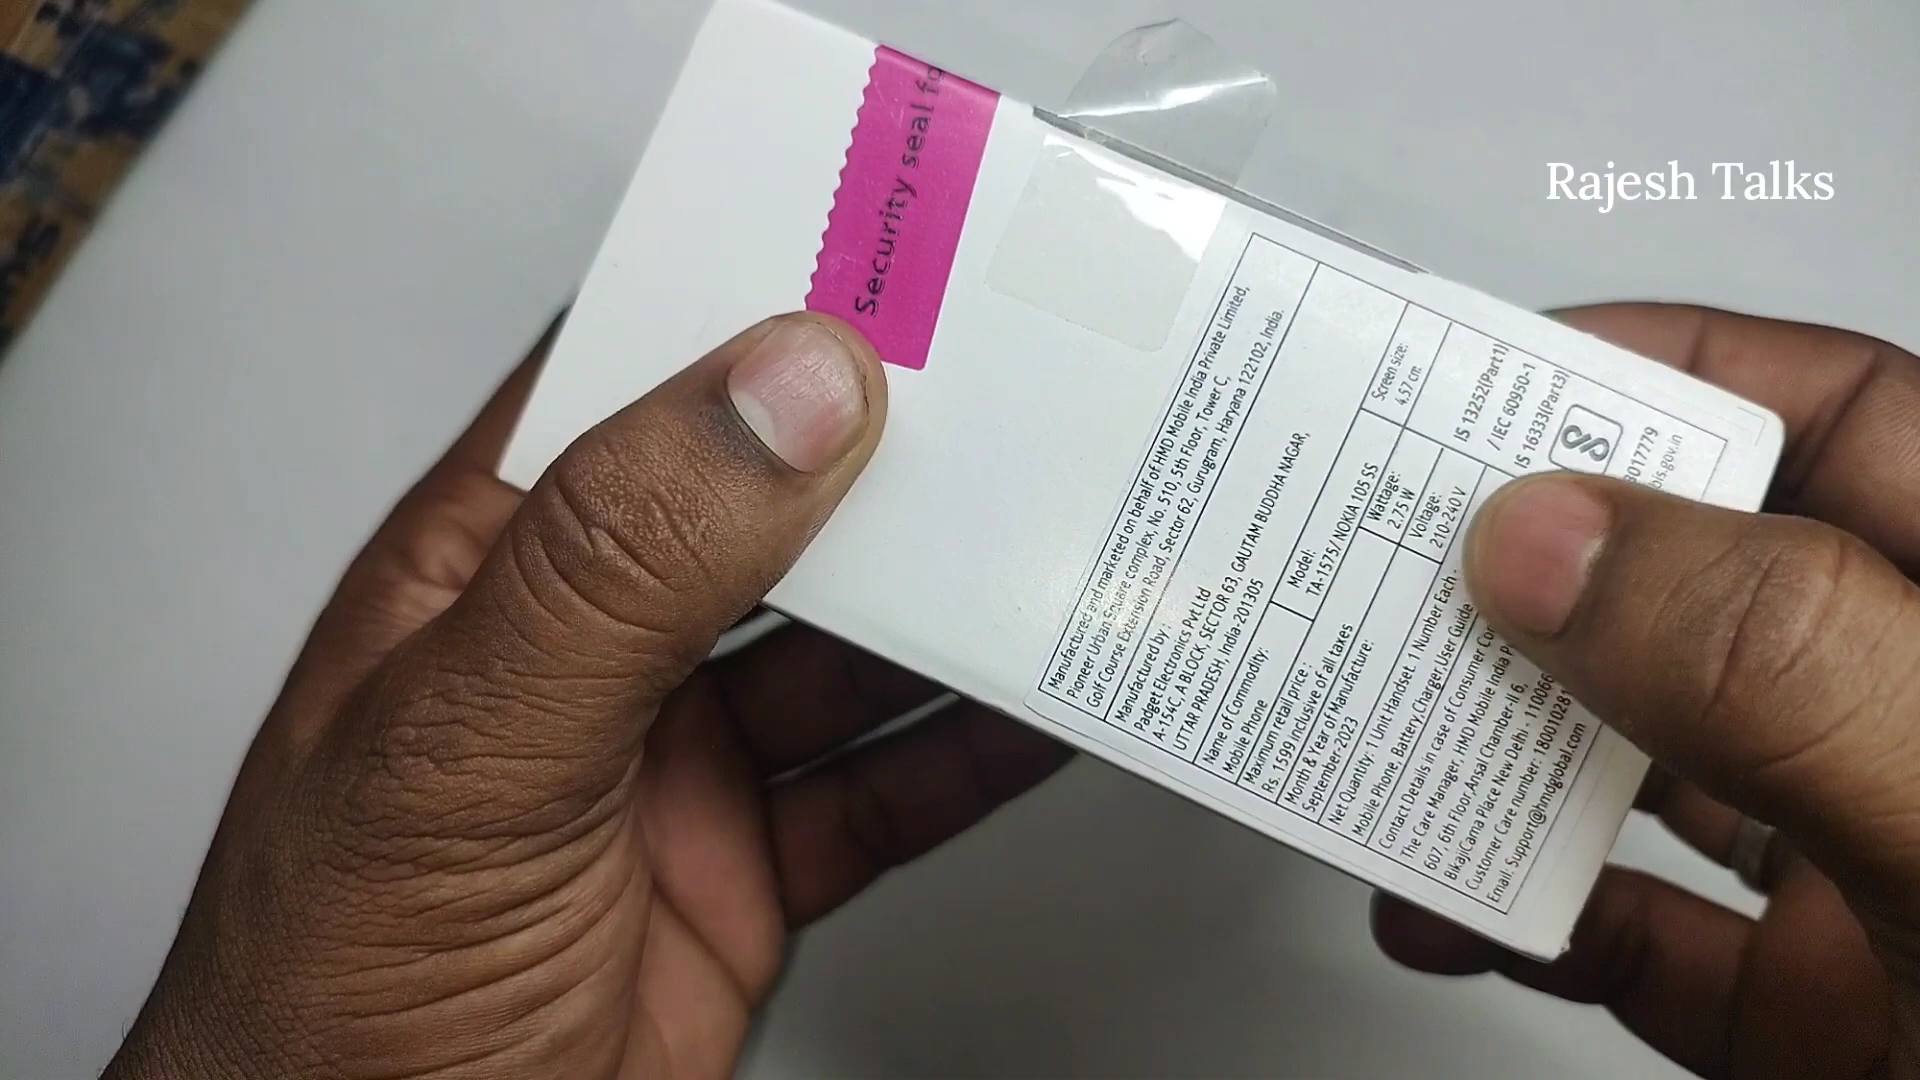 Rajesh Talks
Security seal fo
Manufactured and marketed on behalf of HMD Mobile India Private Limited,
Pioneer Urban Square complex, No. 510, 5th Floor, Tower C,
Golf Course Extension Road, Sector 62, Gurugram, Haryana 122102, India.
Manufactured by :
Padget Electronics Pvt Ltd
A-154C, A BLOCK, SECTOR 63, GAUTAM BUDDHA NAGAR,
UTTAR PRADESH, India-201305
Name of Commodity:
Mobile Phone
Model:
TA-1575/ NOKIA 105 SS
Screen size:
4.57 cm
Maximum retail price :
Rs. 1599 Inclusive of all taxes
Month & Year of Manufacture:
September-2023
Wattage:
2.75 W
Voltage:
210-240 V
IS 13252(Part1)
/ IEC 60950-1
IS 16333(Part3)
3017779
bis.gov.in
Net Quantity: 1 Unit Handset. 1 Number Each -
Mobile Phone, Battery,Charger,User Guide
Contact Details in case of Consumer
The Care Manager, HMD Mobile India
607, 6th Floor, Ansal Chamber-II 6,
BikajiCama Place New Delhi - 110066
Customer Care number: 180010281
Email: Support@hmdglobal.com